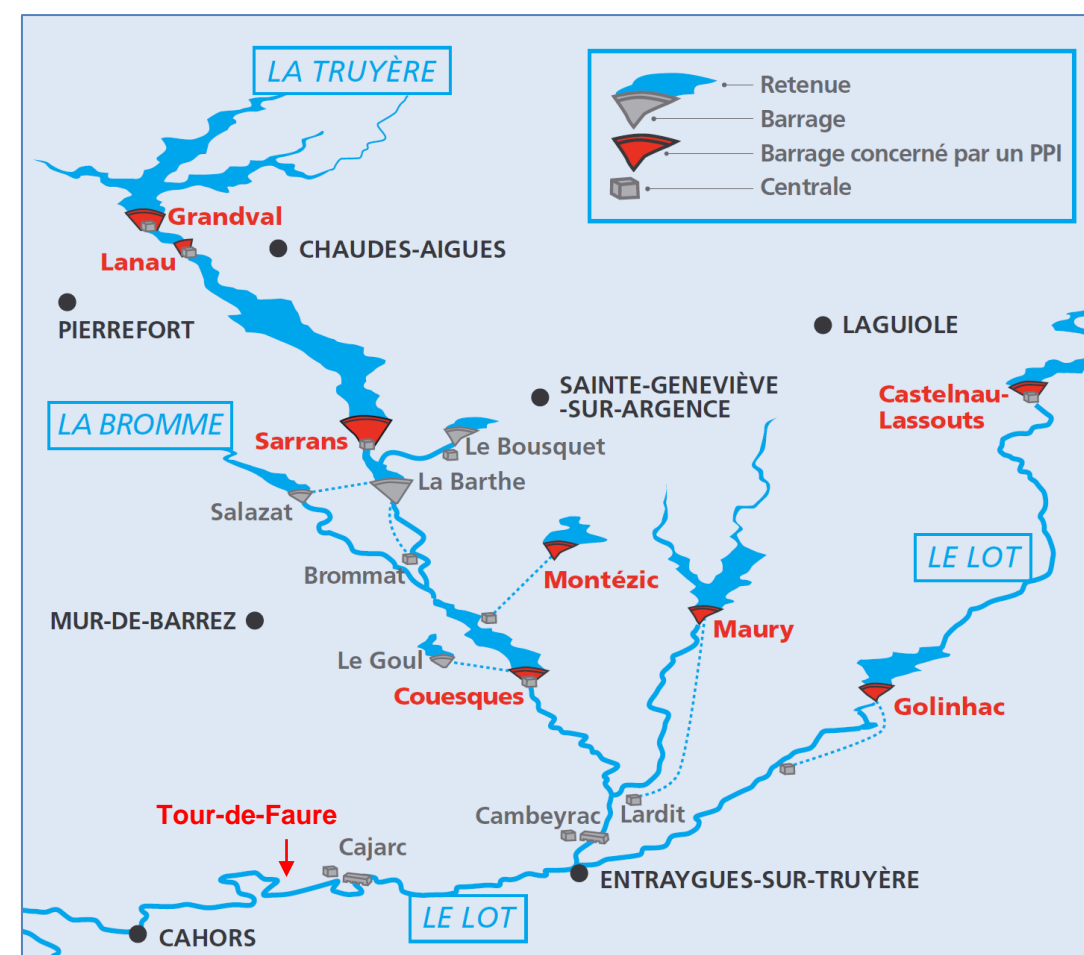 LA TRUYÈRE
Retenue
Barrage
Barrage concerné par un PPI
Centrale
Grandval
CHAUDES-AIGUES
Lanau
PIERREFORT
LAGUIOLE
SAINTE-GENEVIÈVE
-SUR-ARGENCE
Castelnau-
Lassouts
LA BROMME
Sarrans
Le Bousquet
La Barthe
Salazat
LE LOT
Brommat
Montézic
MUR-DE-BARREZ
Maury
Le Goul
Couesques
Golinhac
Tour-de-Faure
Cambeyrac
Lardit
Cajarc
ENTRAYGUES-SUR-TRUYÈRE
LE LOT
CAHORS